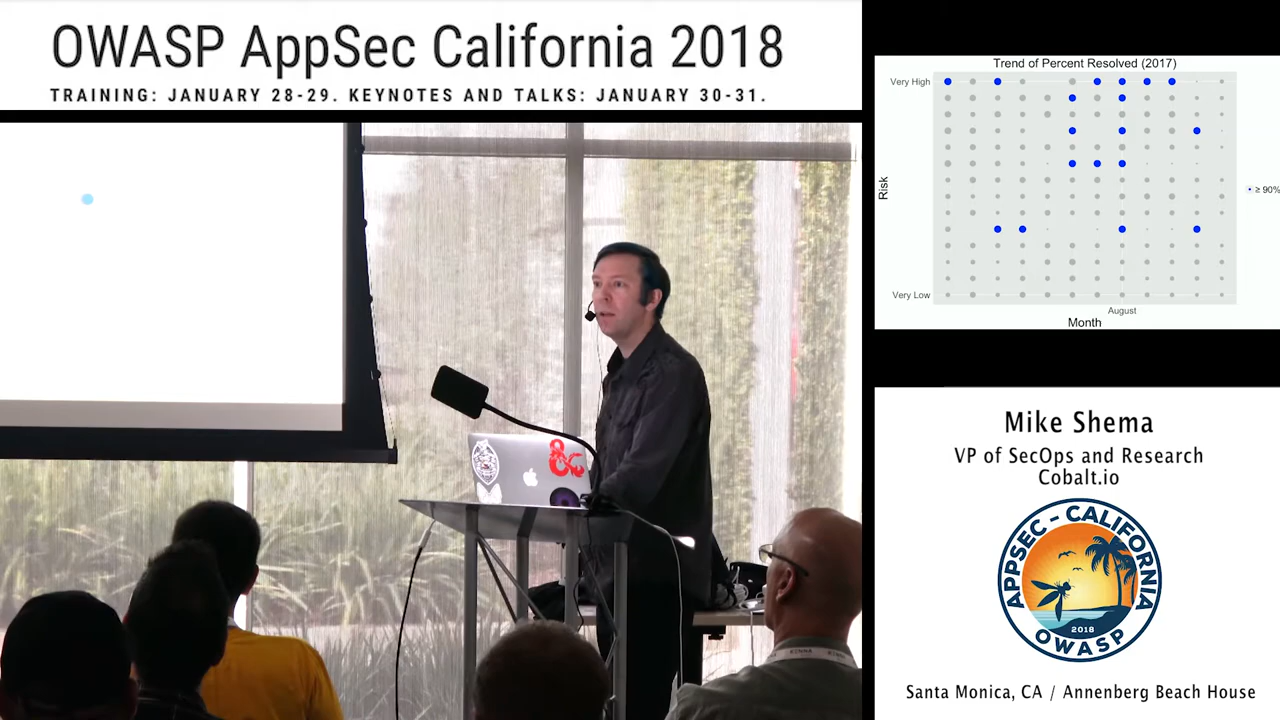 OWASP AppSec California 2018
TRAINING: JANUARY 28-29. KEYNOTES AND TALKS: JANUARY 30-31.
Trend of Percent Resolved (2017)
Very High
Risk
≥ 90%
Very Low
August
Month
Mike Shema
VP of SecOps and Research
Cobalt.io
APPSEC - CALIFORNIA
2018
OWASP
Santa Monica, CA / Annenberg Beach House